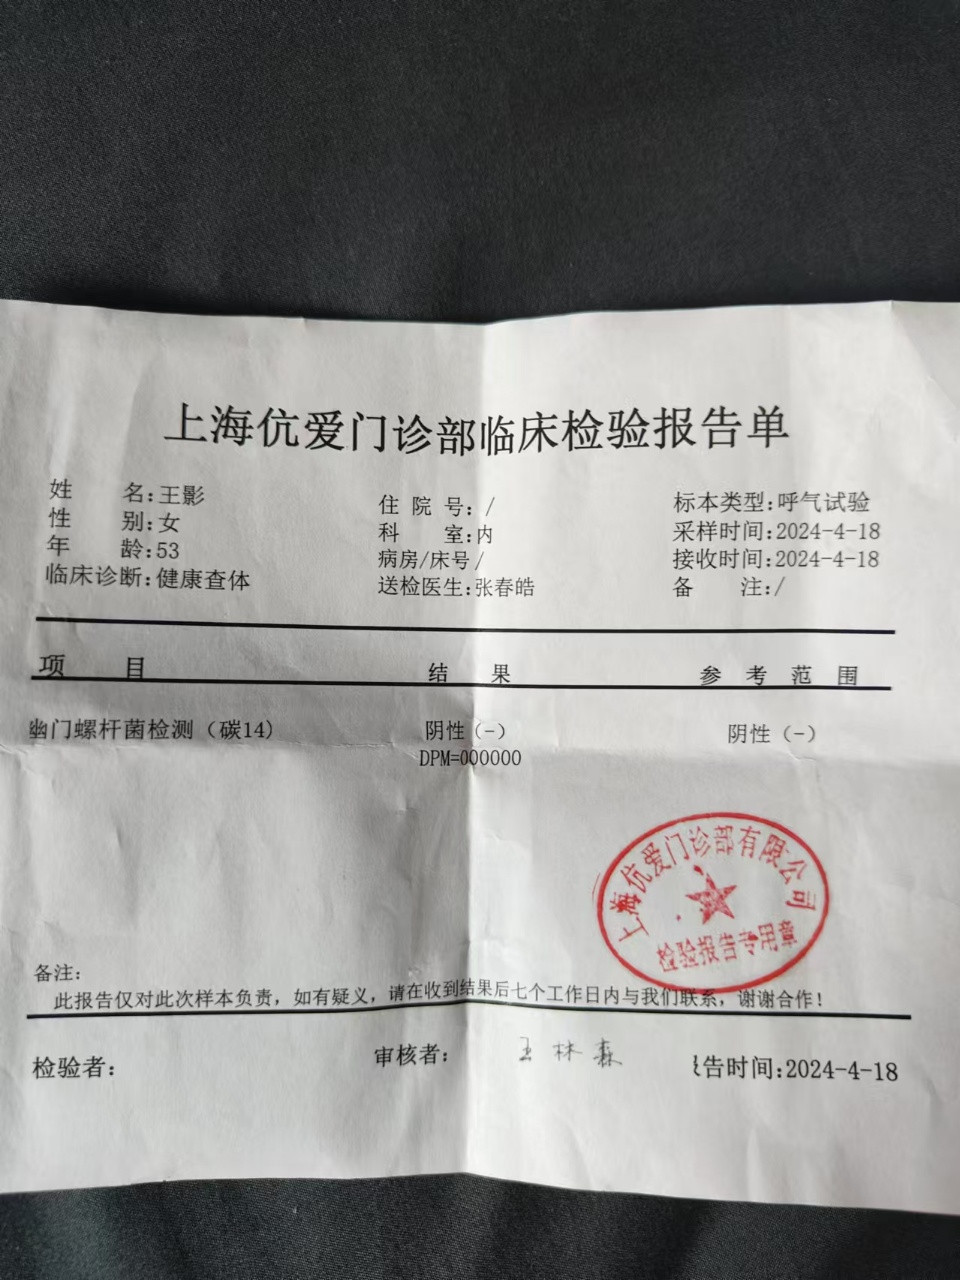 上海伉爱门诊部临床检验报告单
姓 名:王影 住院号:/ 标本类型:呼气试验
性 别:女 科 室:内 采样时间:2024-4-18
年 龄:53 病房/床号/ 接收时间:2024-4-18
临床诊断:健康查体 送检医生:张春皓 备 注:/
项 目 结 果 参 考 范 围
幽门螺杆菌检测（碳14） 阴性（-） 阴性（-）
DPM=000000
上海伉爱门诊部有限公司
检验报告专用章
备注:
此报告仅对此次样本负责，如有疑义，请在收到结果后七个工作日内与我们联系，谢谢合作！
检验者: 审核者: 王林森 报告时间:2024-4-18